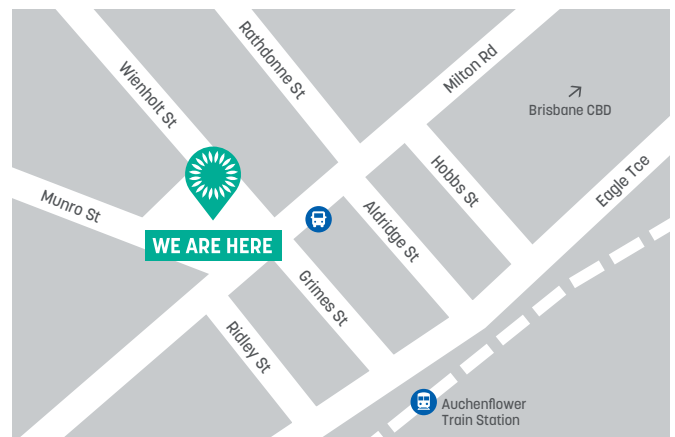 Rathdonne St
Milton Rd
Wienholt St
Brisbane CBD
Hobbs St
Eagle Tce
Munro St
Aldridge St
WE ARE HERE
Grimes St
Ridley St
Auchenflower
Train Station